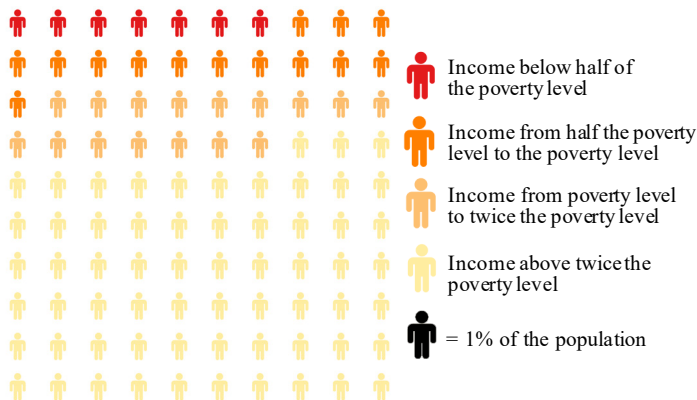 Income below half of
the poverty level
Income from half the poverty
level to the poverty level
Income from poverty level
to twice the poverty level
Income above twice the
poverty level
= 1% of the population